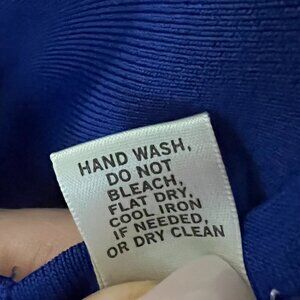 HAND WASH,
DO NOT
BLEACH,
FLAT DRY,
COOL IRON
IF NEEDED,
OR DRY CLEAN